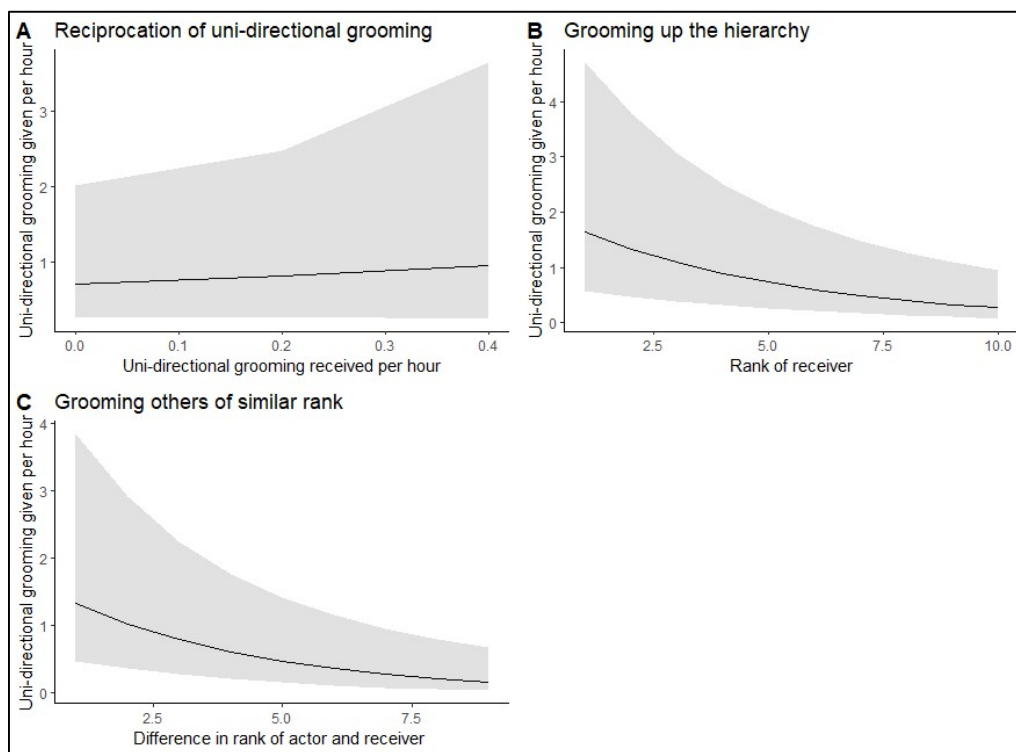 A Reciprocation of uni-directional grooming
Uni-directional grooming given per hour
3
2
1
0.0 0.1 0.2 0.3 0.4
Uni-directional grooming received per hour
B Grooming up the hierarchy
Uni-directional grooming given per hour
4
3
2
1
0
2.5 5.0 7.5 10.0
Rank of receiver
C Grooming others of similar rank
Uni-directional grooming given per hour
4
3
2
1
0
2.5 5.0 7.5
Difference in rank of actor and receiver